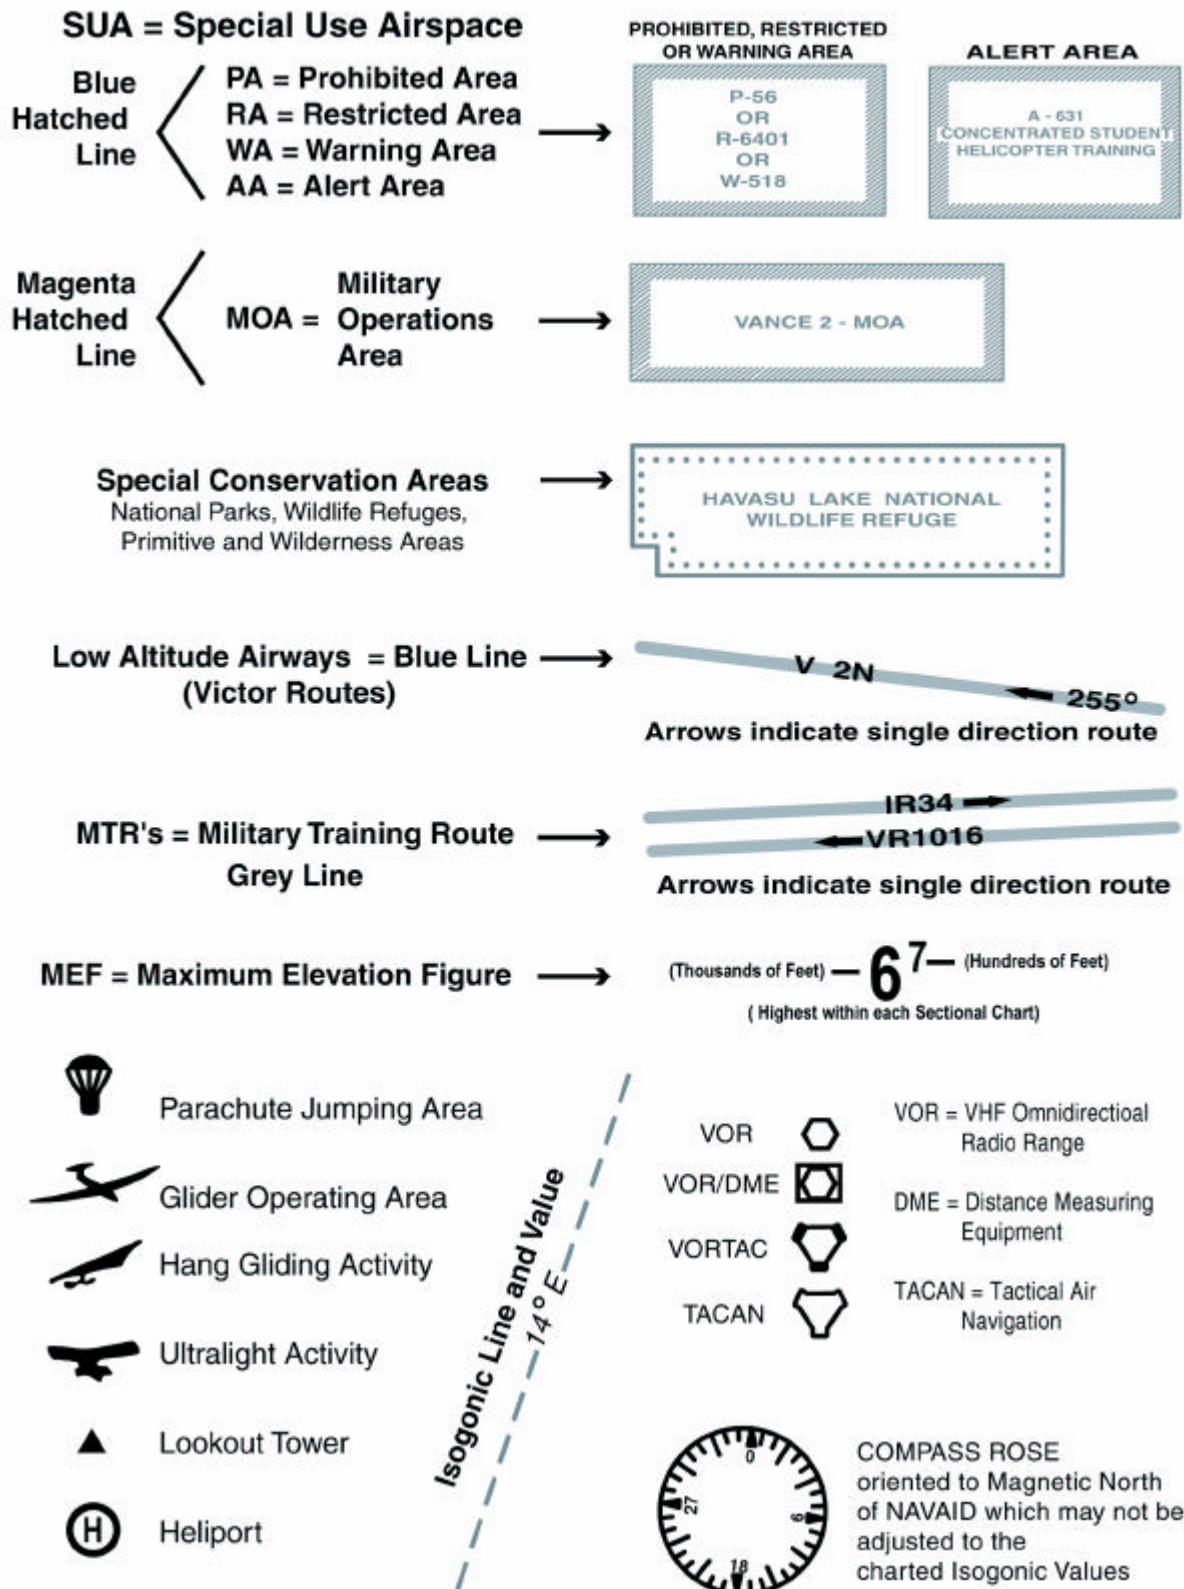 SUA = Special Use Airspace
Blue
Hatched
Line
PA = Prohibited Area
RA = Restricted Area
WA = Warning Area
AA = Alert Area
PROHIBITED, RESTRICTED
OR WARNING AREA
P-56
OR
R-6401
OR
W-518
ALERT AREA
A - 631
CONCENTRATED STUDENT
HELICOPTER TRAINING
Magenta
Hatched
Line
MOA =
Military
Operations
Area
VANCE 2 - MOA
Special Conservation Areas
National Parks, Wildlife Refuges,
Primitive and Wilderness Areas
HAVASU LAKE NATIONAL
WILDLIFE REFUGE
Low Altitude Airways = Blue Line
(Victor Routes)
V 2N
255°
Arrows indicate single direction route
MTR's = Military Training Route
Grey Line
IR34
VR1016
Arrows indicate single direction route
MEF = Maximum Elevation Figure
(Thousands of Feet) — 6 7 — (Hundreds of Feet)
( Highest within each Sectional Chart)
Parachute Jumping Area
Glider Operating Area
Hang Gliding Activity
Ultralight Activity
Lookout Tower
H
Heliport
Isogonic Line and Value
14° E
VOR
VOR/DME
VORTAC
TACAN
VOR = VHF Omnidirectioal
Radio Range
DME = Distance Measuring
Equipment
TACAN = Tactical Air
Navigation
0
27
9
18
COMPASS ROSE
oriented to Magnetic North
of NAVAID which may not be
adjusted to the
charted Isogonic Values